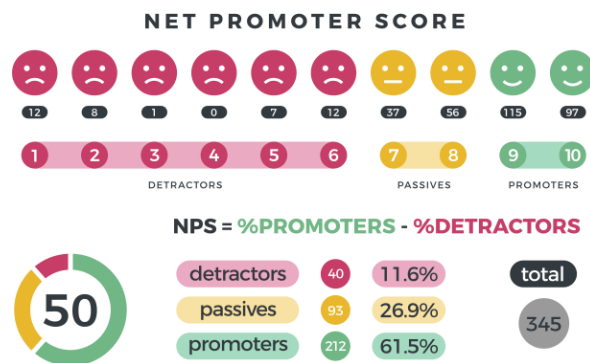 NET PROMOTER SCORE
12 8 1 0 7 12 37 56 115 97
1 2 3 4 5 6 7 8 9 10
DETRACTORS PASSIVES PROMOTERS
NPS = %PROMOTERS - %DETRACTORS
50
detractors 40 11.6% total
passives 93 26.9% 345
promoters 212 61.5%